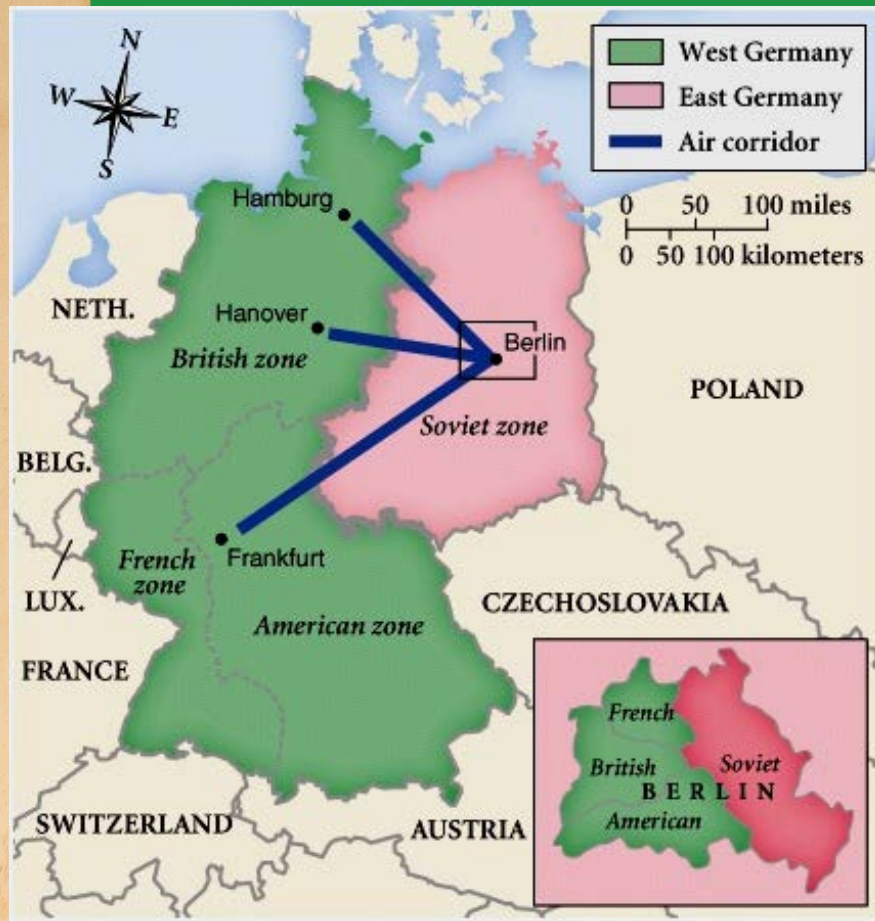 N
W
E
S
West Germany
East Germany
Air corridor
0 50 100 miles
0 50 100 kilometers
Hamburg
NETH.
Hanover
British zone
Berlin
POLAND
Soviet zone
BELG.
Frankfurt
French
zone
LUX.
American zone
CZECHOSLOVAKIA
FRANCE
SWITZERLAND
AUSTRIA
French
British
Soviet
BERLIN
American